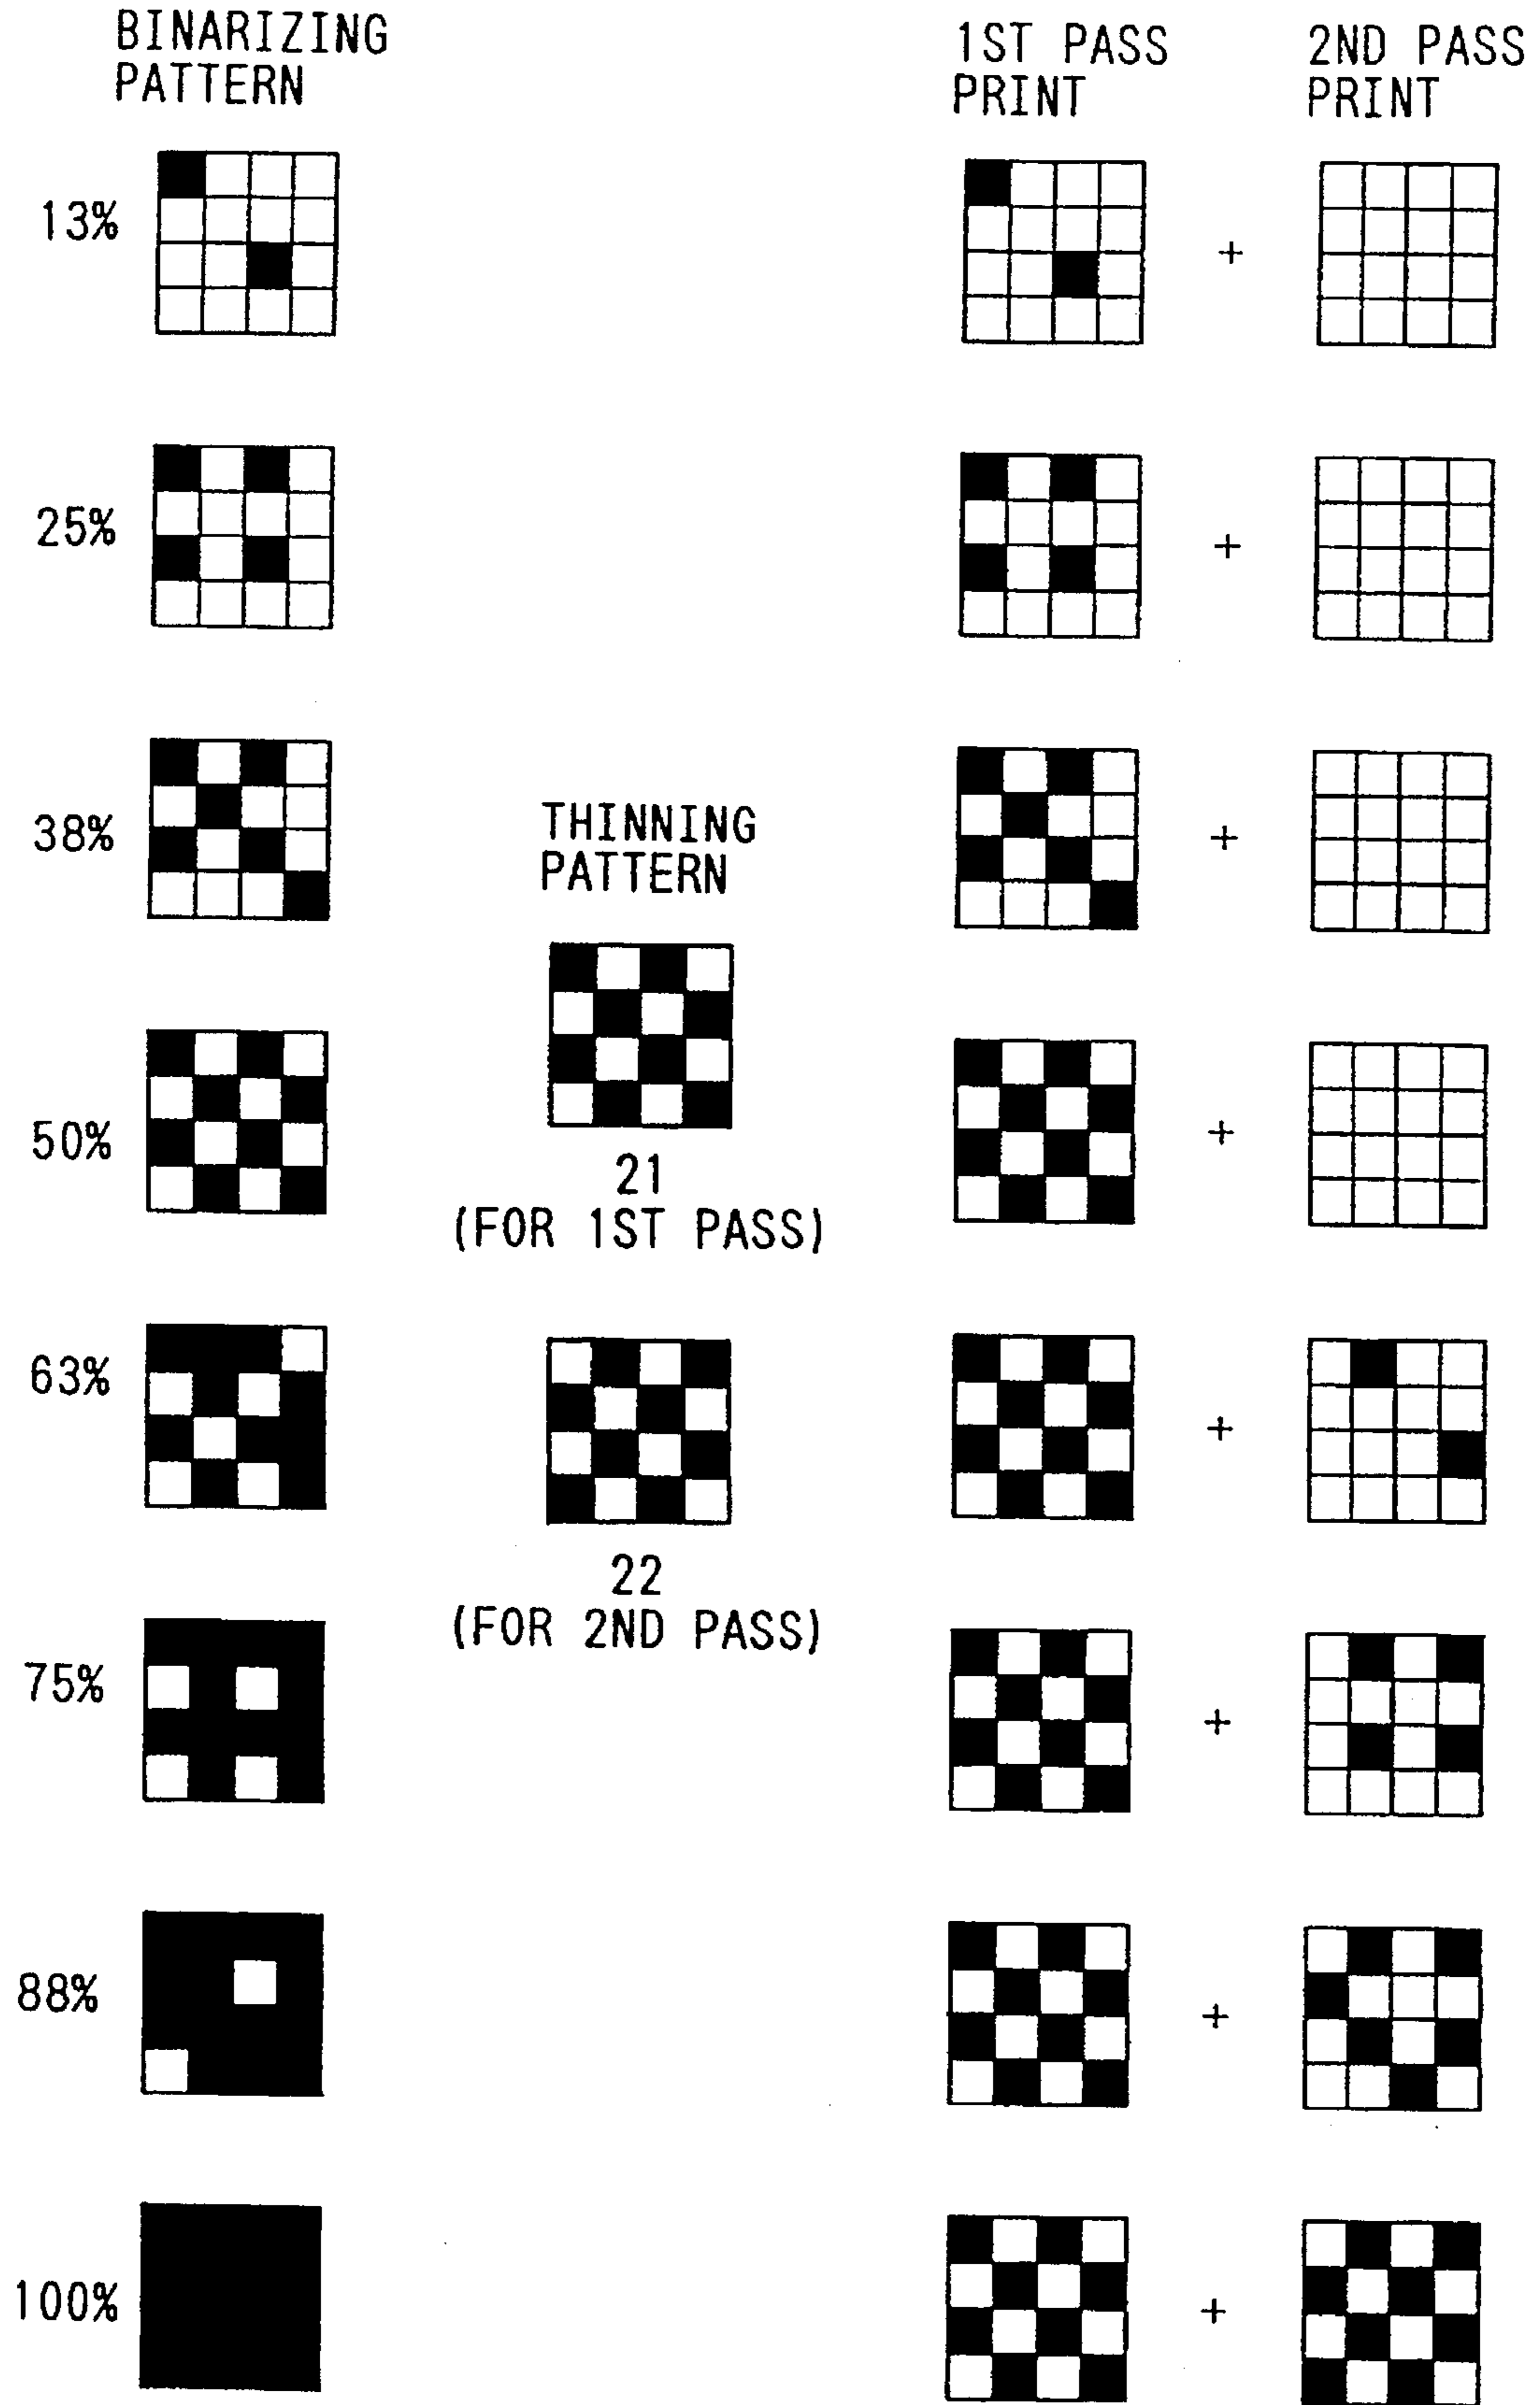 BINARIZING
PATTERN
1ST PASS
PRINT
2ND PASS
PRINT
13%
+
25%
+
38%
+
THINNING
PATTERN
50%
+
21
(FOR 1ST PASS)
63%
+
22
(FOR 2ND PASS)
75%
+
88%
+
100%
+